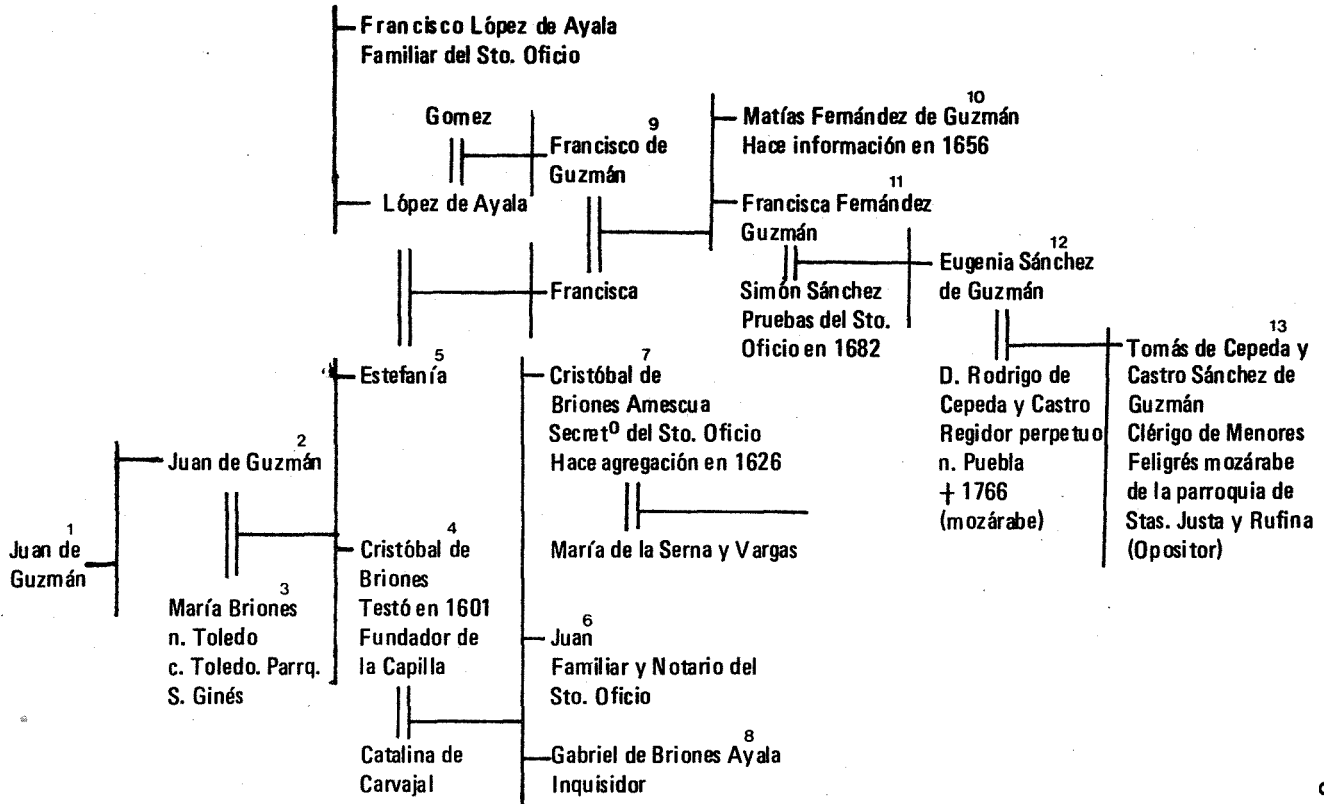 Francisco López de Ayala
Familiar del Sto. Oficio
Gomez
López de Ayala
9
Francisco de
Guzmán
10
Matías Fernández de Guzmán
Hace información en 1656
11
Francisca Fernández
Guzmán
Simón Sánchez
Pruebas del Sto.
Oficio en 1682
12
Eugenia Sánchez
de Guzmán
D. Rodrigo de
Cepeda y Castro
Regidor perpetuo
n. Puebla
+ 1766
(mozárabe)
13
Tomás de Cepeda y
Castro Sánchez de
Guzmán
Clérigo de Menores
Feligrés mozárabe
de la parroquia de
Stas. Justa y Rufina
(Opositor)
Francisca
5
Estefanía
7
Cristóbal de
Briones Amescua
Secretº del Sto. Oficio
Hace agregación en 1626
María de la Serna y Vargas
1
Juan de
Guzmán
2
Juan de Guzmán
3
María Briones
n. Toledo
c. Toledo. Parrq.
S. Ginés
4
Cristóbal de
Briones
Testó en 1601
Fundador de
la Capilla
Catalina de
Carvajal
6
Juan
Familiar y Notario del
Sto. Oficio
8
Gabriel de Briones Ayala
Inquisidor